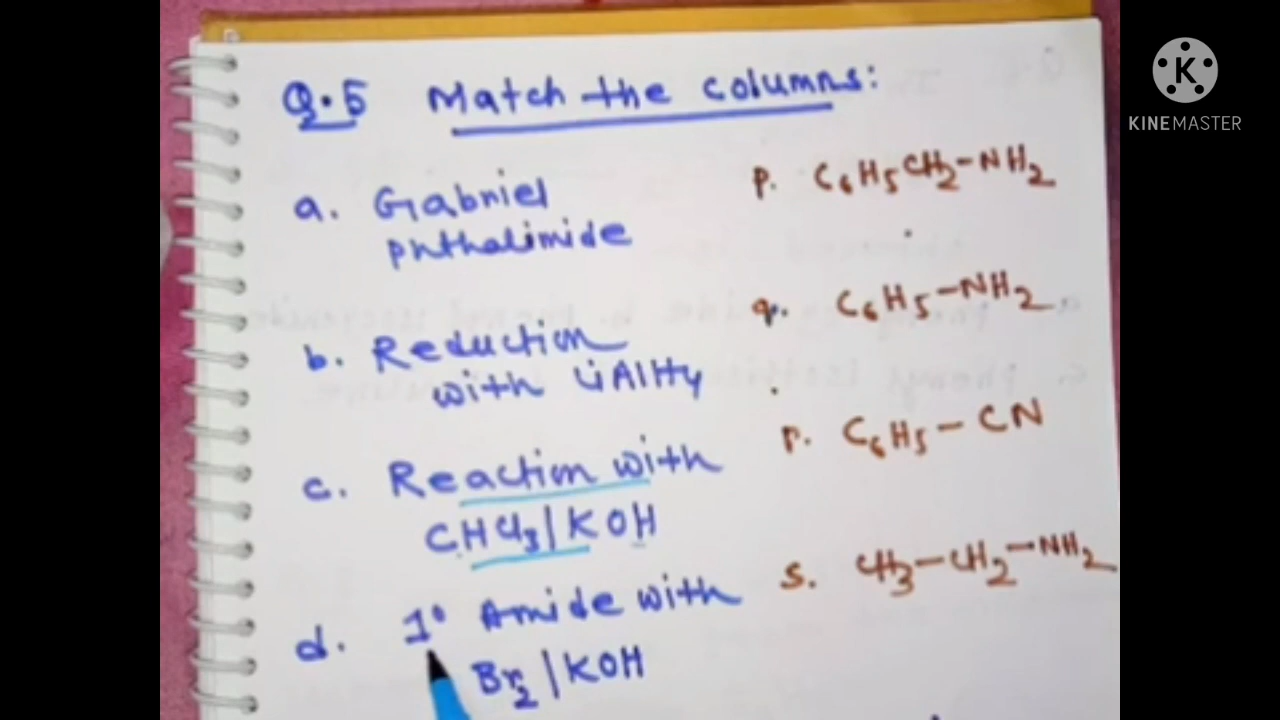 Q.5 Match the columns:
a. Gabriel
phthalimide
b. Reduction
with LiAlH4
c. Reaction with
CHCl3/KOH
d. 1° Amide with
Br2/KOH
p. C6H5CH2-NH2
q. C6H5-NH2
r. C6H5-CN
s. CH3-CH2-NH2
K
KINEMASTER